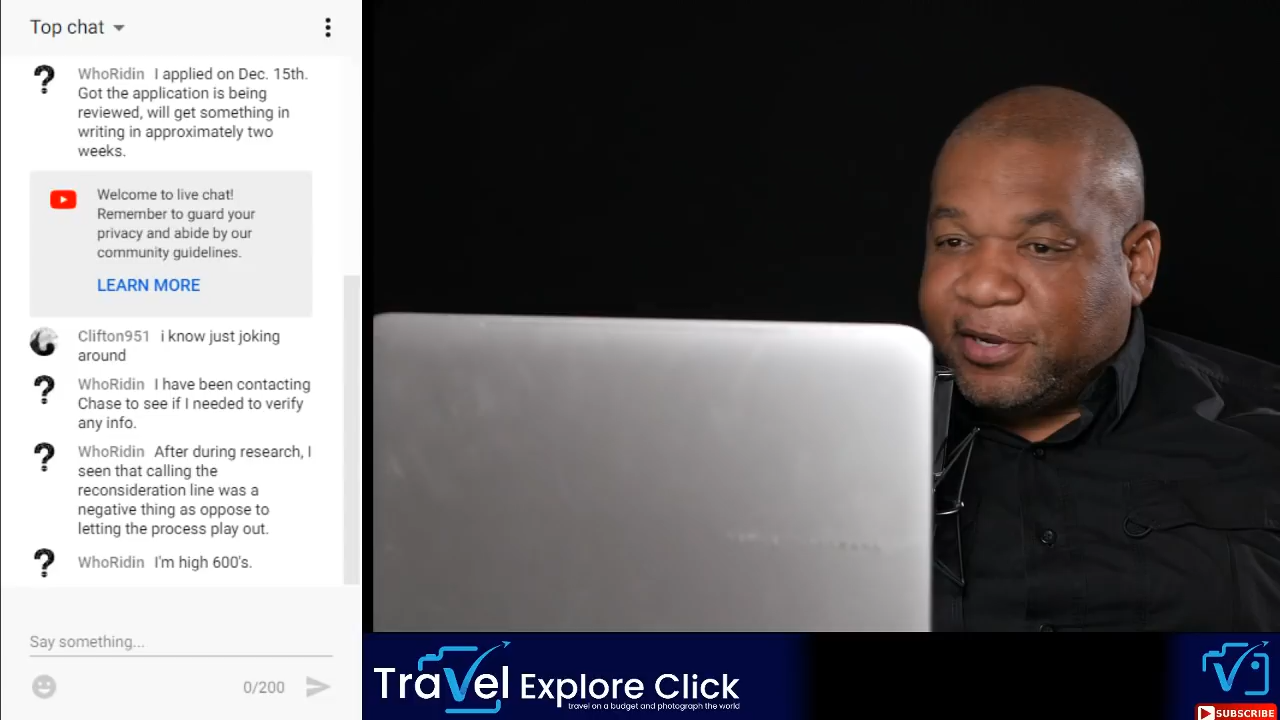 Top chat
WhoRidin I applied on Dec. 15th.
Got the application is being
reviewed, will get something in
writing in approximately two
weeks.
Welcome to live chat!
Remember to guard your
privacy and abide by our
community guidelines.
LEARN MORE
Clifton951 i know just joking
around
WhoRidin I have been contacting
Chase to see if I needed to verify
any info.
WhoRidin After during research, I
seen that calling the
reconsideration line was a
negative thing as oppose to
letting the process play out.
WhoRidin I'm high 600's.
Say something...
0/200
Travel Explore Click
travel on a budget and photograph the world
SUBSCRIBE